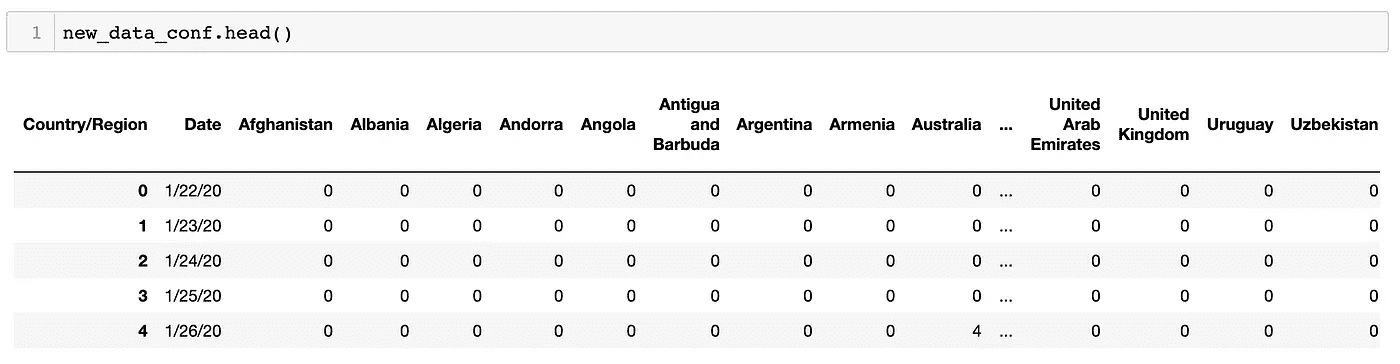 1 new_data_conf.head()
Country/Region Date Afghanistan Albania Algeria Andorra Angola Antigua and Barbuda Argentina Armenia Australia ... United Arab Emirates United Kingdom Uruguay Uzbekistan
0 1/22/20 0 0 0 0 0 0 0 0 0 ... 0 0 0 0
1 1/23/20 0 0 0 0 0 0 0 0 0 ... 0 0 0 0
2 1/24/20 0 0 0 0 0 0 0 0 0 ... 0 0 0 0
3 1/25/20 0 0 0 0 0 0 0 0 0 ... 0 0 0 0
4 1/26/20 0 0 0 0 0 0 0 0 4 ... 0 0 0 0